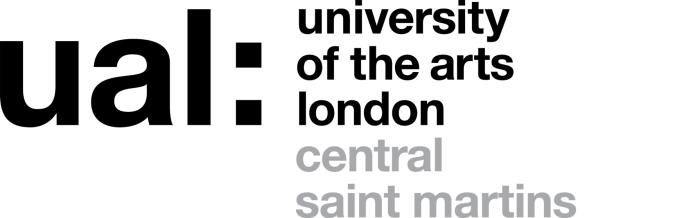 ual:
university
of the arts
london
central
saint martins